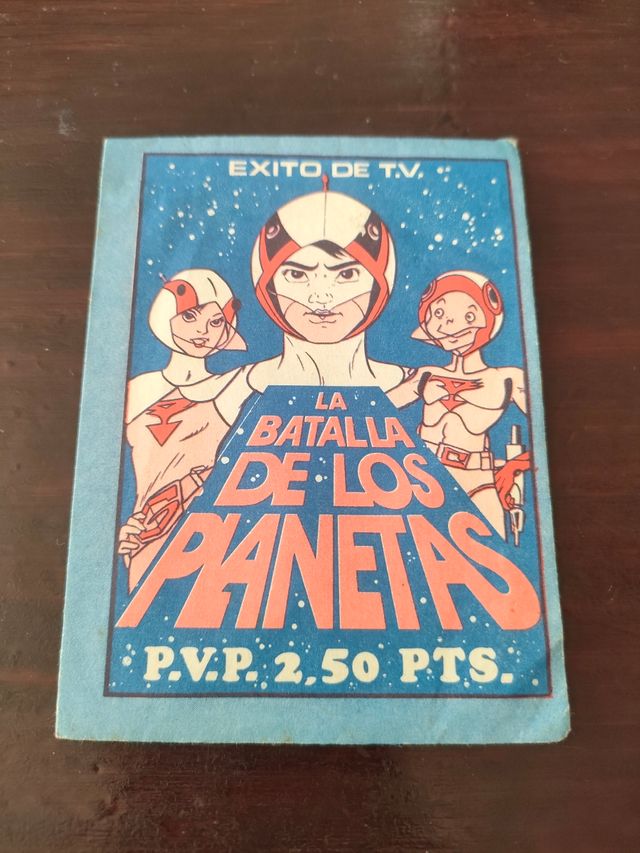 EXITO DE T.V.
LA
BATALLA
DE LOS
PLANETAS
P.V.P. 2,50 PTS.